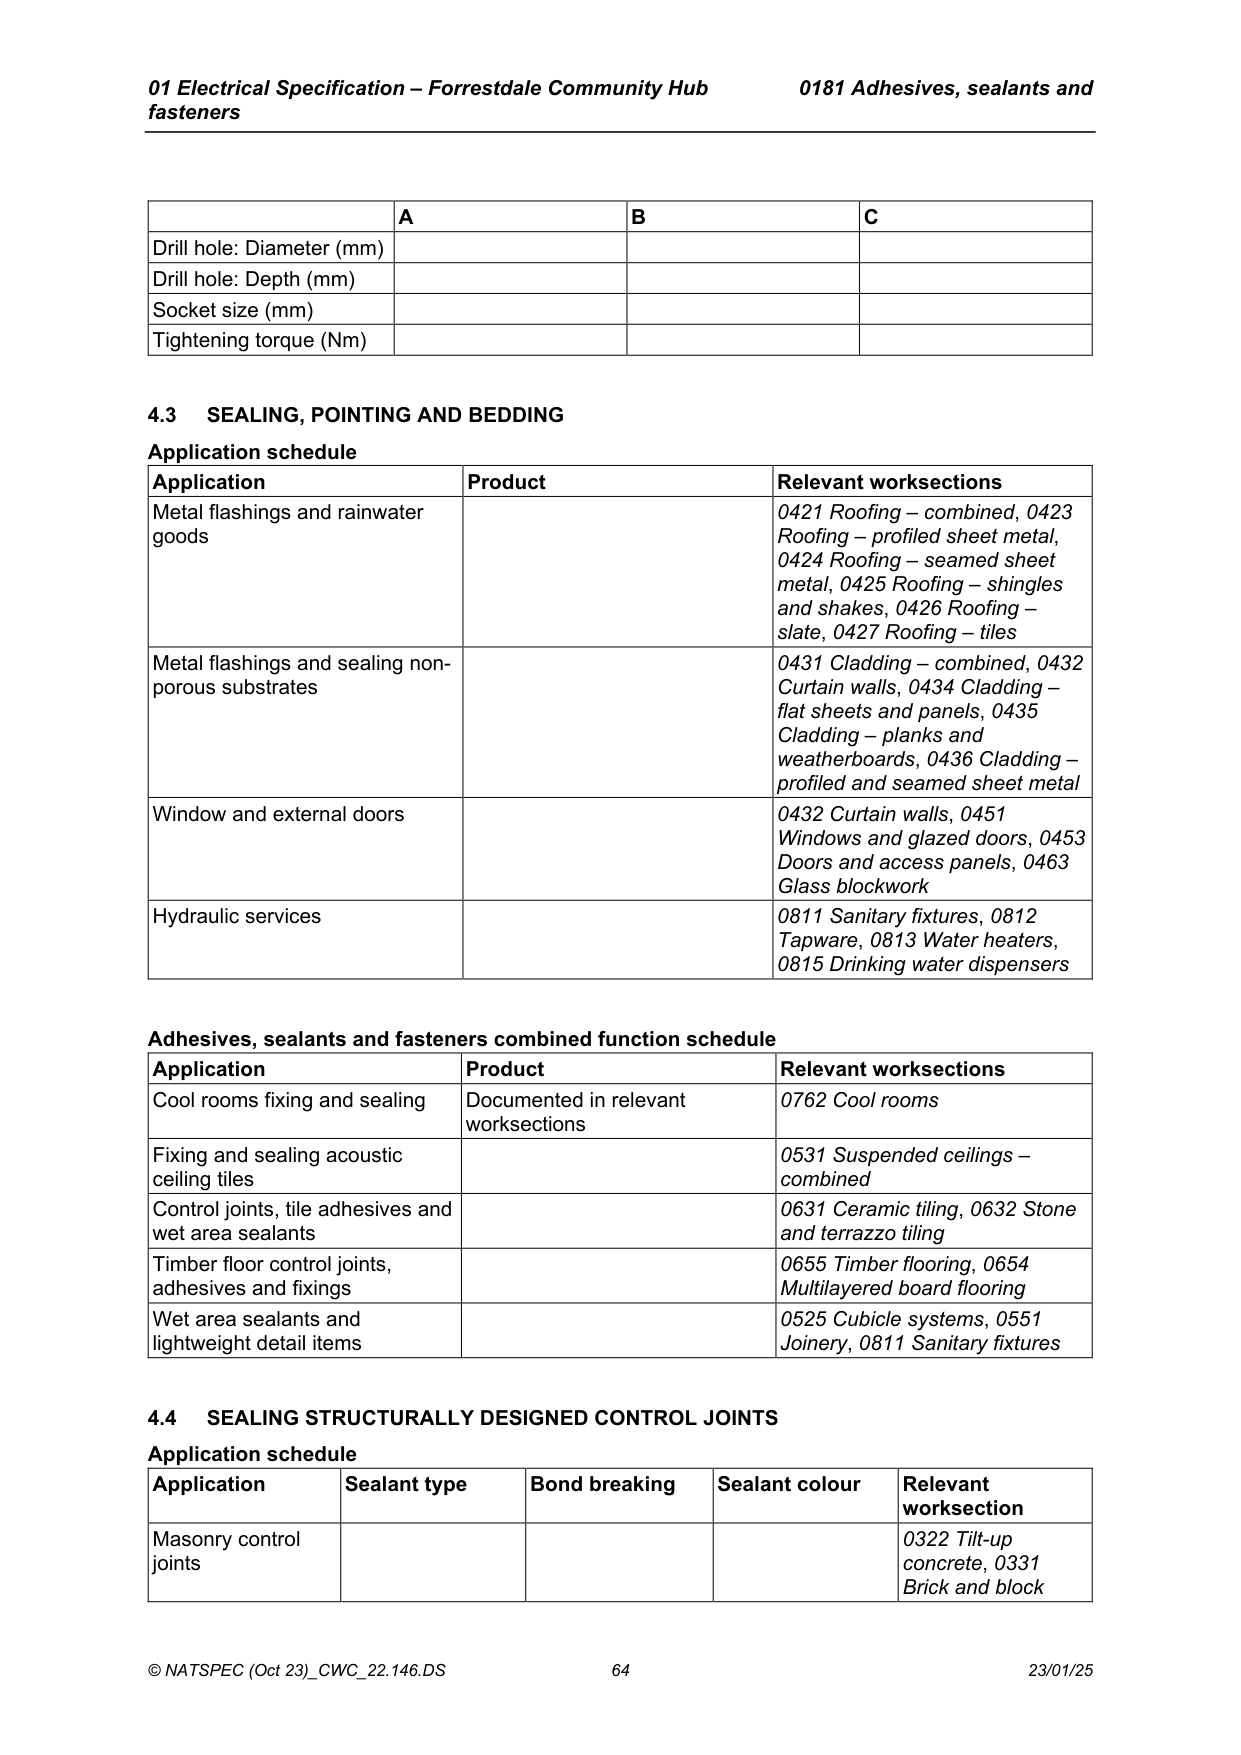 01 Electrical Specification – Forrestdale Community Hub 0181 Adhesives, sealants and
fasteners
A B C
Drill hole: Diameter (mm)
Drill hole: Depth (mm)
Socket size (mm)
Tightening torque (Nm)
4.3 SEALING, POINTING AND BEDDING
Application schedule
Application Product Relevant worksections
Metal flashings and rainwater
goods
0421 Roofing – combined, 0423
Roofing – profiled sheet metal,
0424 Roofing – seamed sheet
metal, 0425 Roofing – shingles
and shakes, 0426 Roofing –
slate, 0427 Roofing – tiles
Metal flashings and sealing non-
porous substrates
0431 Cladding – combined, 0432
Curtain walls, 0434 Cladding –
flat sheets and panels, 0435
Cladding – planks and
weatherboards, 0436 Cladding –
profiled and seamed sheet metal
Window and external doors
0432 Curtain walls, 0451
Windows and glazed doors, 0453
Doors and access panels, 0463
Glass blockwork
Hydraulic services
0811 Sanitary fixtures, 0812
Tapware, 0813 Water heaters,
0815 Drinking water dispensers
Adhesives, sealants and fasteners combined function schedule
Application Product Relevant worksections
Cool rooms fixing and sealing
Documented in relevant
worksections
0762 Cool rooms
Fixing and sealing acoustic
ceiling tiles
0531 Suspended ceilings –
combined
Control joints, tile adhesives and
wet area sealants
0631 Ceramic tiling, 0632 Stone
and terrazzo tiling
Timber floor control joints,
adhesives and fixings
0655 Timber flooring, 0654
Multilayered board flooring
Wet area sealants and
lightweight detail items
0525 Cubicle systems, 0551
Joinery, 0811 Sanitary fixtures
4.4 SEALING STRUCTURALLY DESIGNED CONTROL JOINTS
Application schedule
Application Sealant type Bond breaking Sealant colour Relevant
worksection
Masonry control
joints
0322 Tilt-up
concrete, 0331
Brick and block
© NATSPEC (Oct 23)_CWC_22.146.DS 64 23/01/25